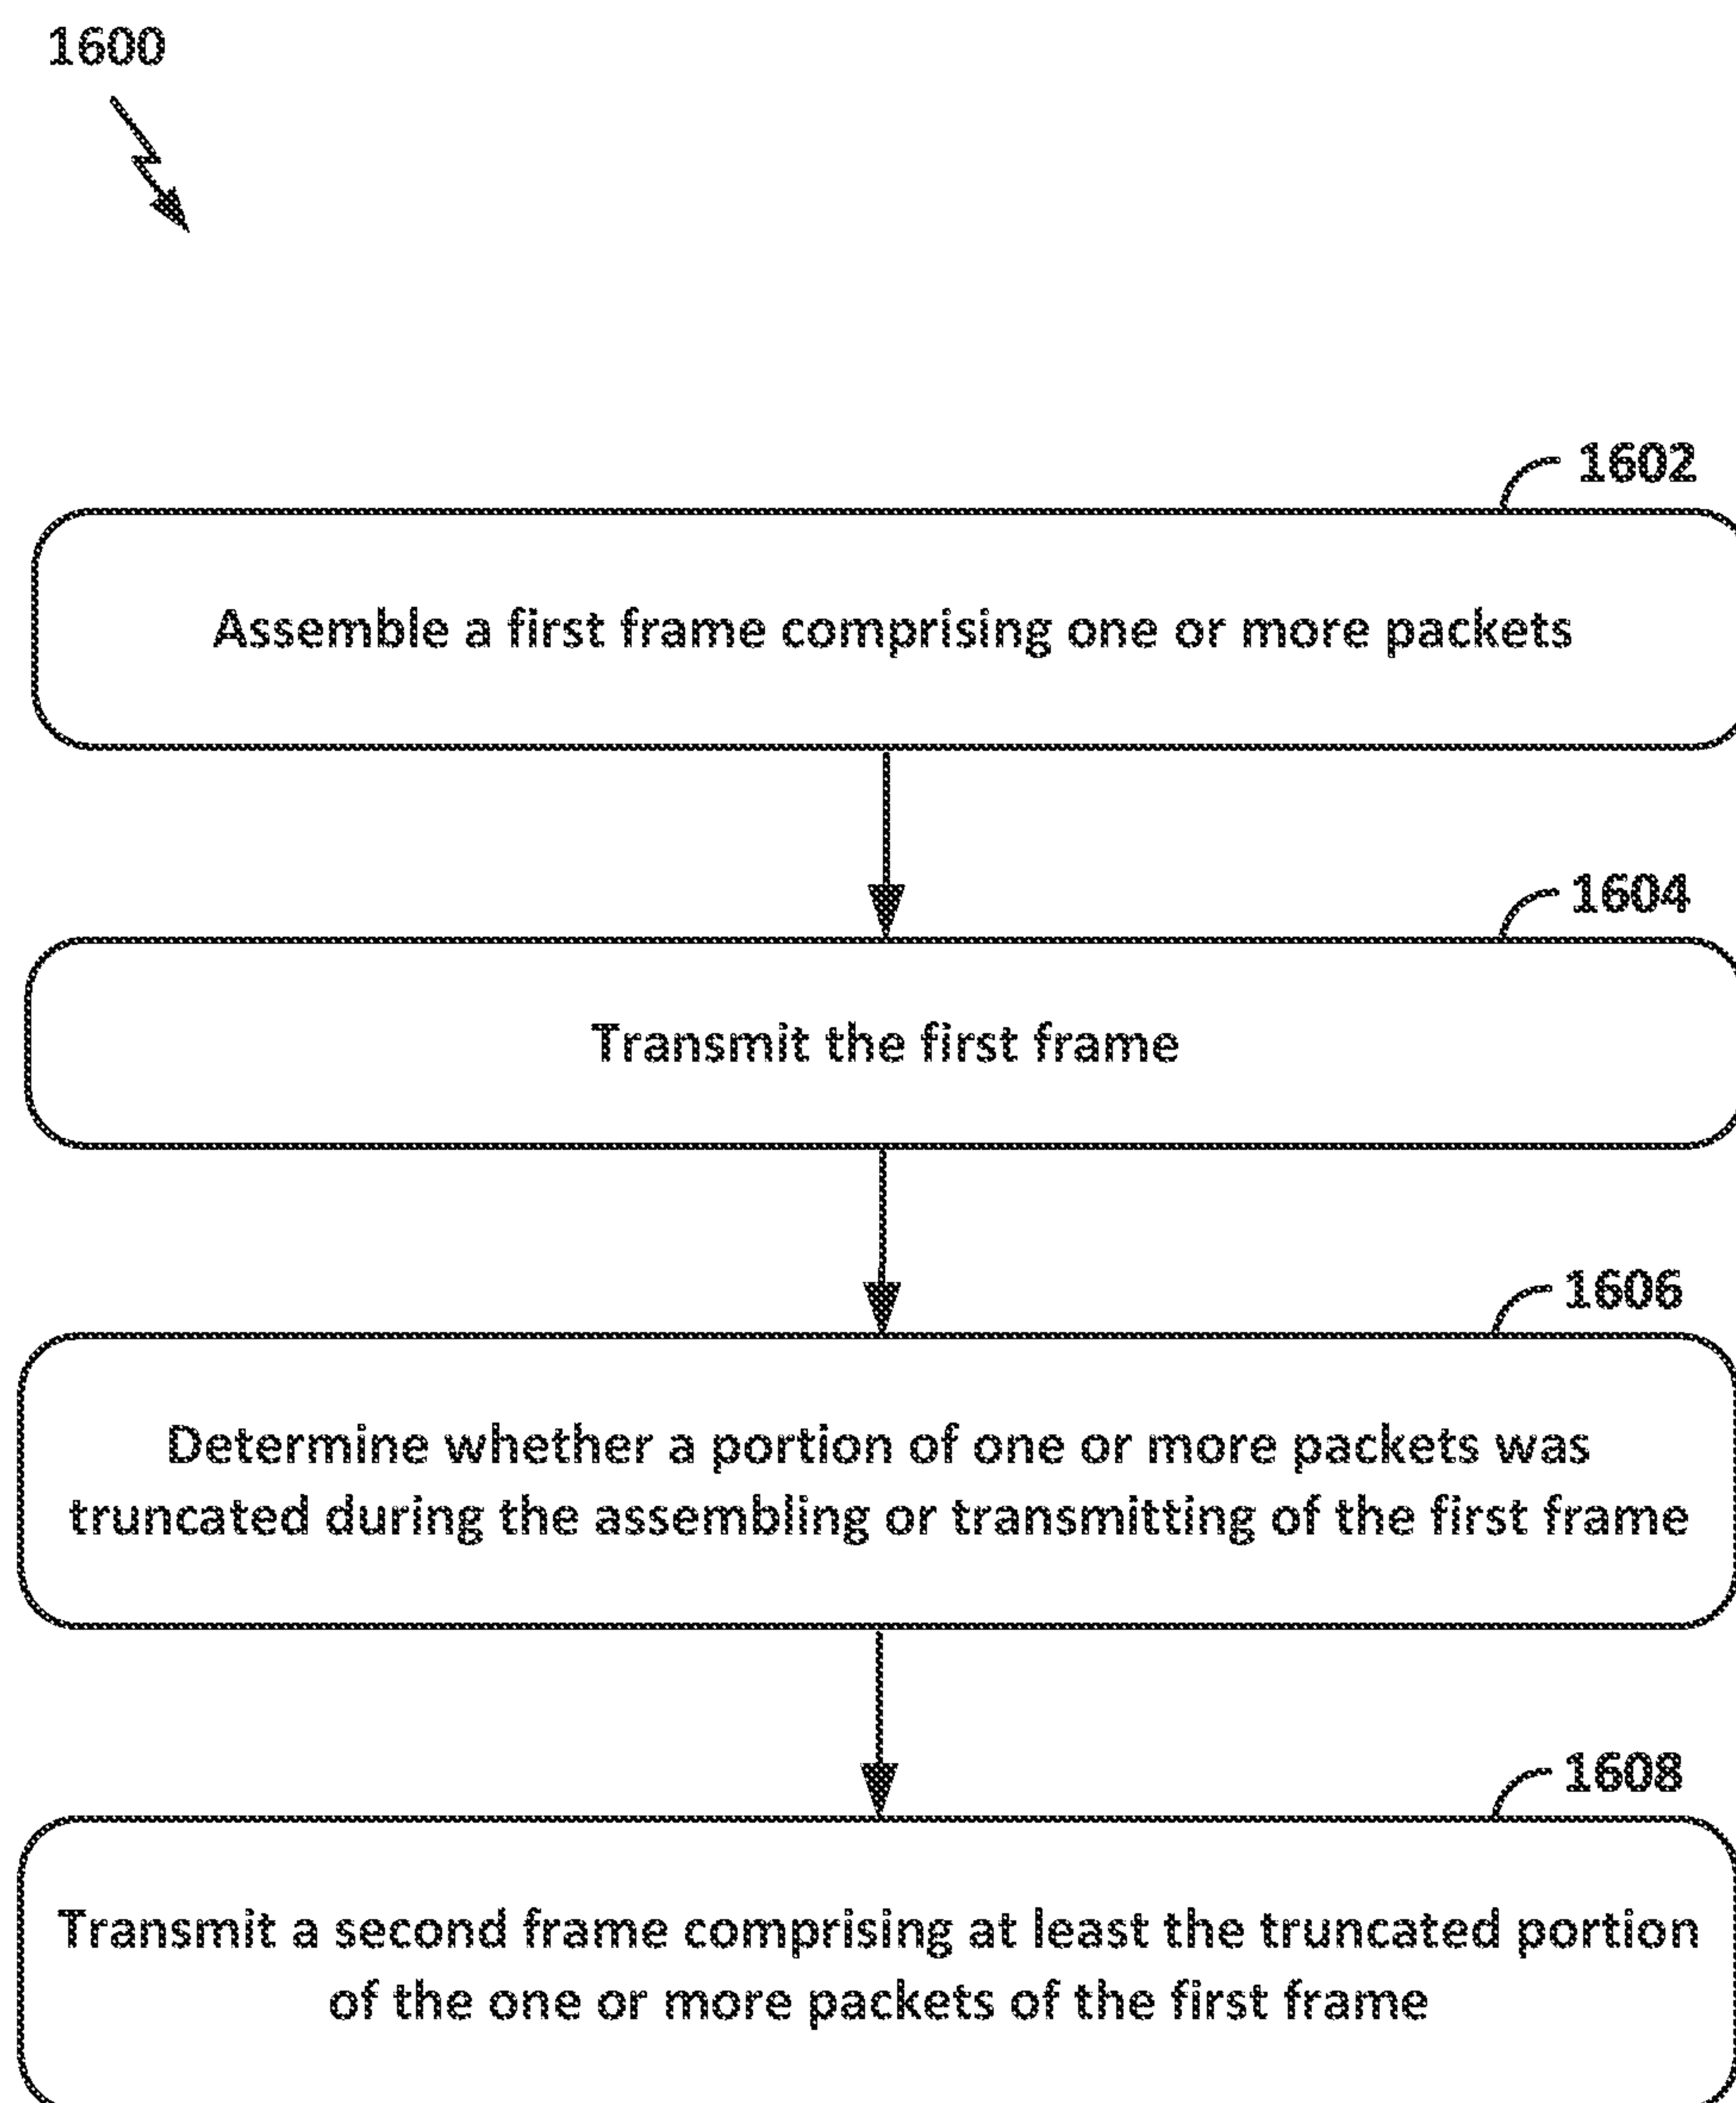 1600
1602
Assemble a first frame comprising one or more packets
1604
Transmit the first frame
1606
Determine whether a portion of one or more packets was
truncated during the assembling or transmitting of the first frame
1608
Transmit a second frame comprising at least the truncated portion
of the one or more packets of the first frame